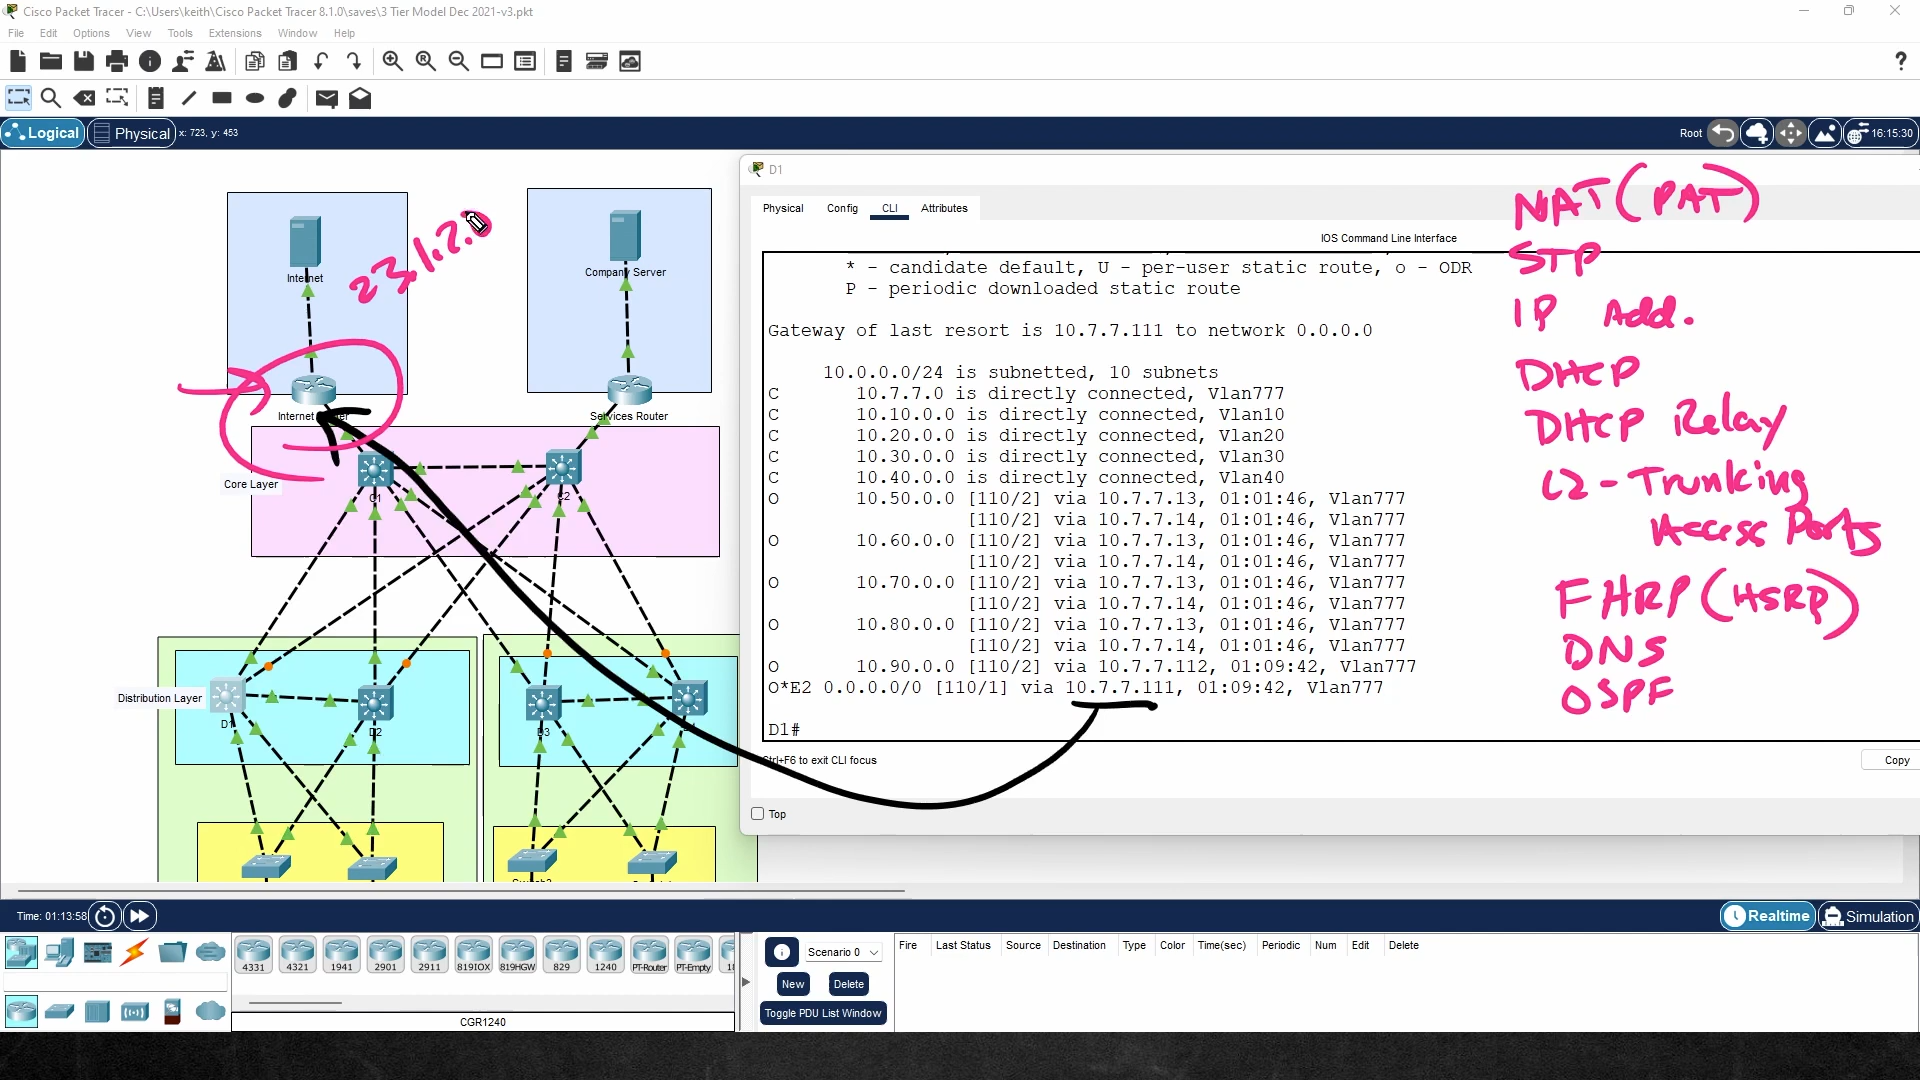 Cisco Packet Tracer - C:\Users\keith\Cisco Packet Tracer 8.1.0\saves\3 Tier Model Dec 2021-v3.pkt
File Edit Options View Tools Extensions Window Help
Logical Physical x: 723, y: 453
Root 16:15:30
Internet
23.1.2.0
Company Server
Internet
Services Router
Core Layer
C1
C2
Distribution Layer
D1
D2
D3
D1
Physical Config CLI Attributes
IOS Command Line Interface
* - candidate default, U - per-user static route, o - ODR
P - periodic downloaded static route
Gateway of last resort is 10.7.7.111 to network 0.0.0.0
10.0.0.0/24 is subnetted, 10 subnets
C 10.7.7.0 is directly connected, Vlan777
C 10.10.0.0 is directly connected, Vlan10
C 10.20.0.0 is directly connected, Vlan20
C 10.30.0.0 is directly connected, Vlan30
C 10.40.0.0 is directly connected, Vlan40
O 10.50.0.0 [110/2] via 10.7.7.13, 01:01:46, Vlan777
[110/2] via 10.7.7.14, 01:01:46, Vlan777
O 10.60.0.0 [110/2] via 10.7.7.13, 01:01:46, Vlan777
[110/2] via 10.7.7.14, 01:01:46, Vlan777
O 10.70.0.0 [110/2] via 10.7.7.13, 01:01:46, Vlan777
[110/2] via 10.7.7.14, 01:01:46, Vlan777
O 10.80.0.0 [110/2] via 10.7.7.13, 01:01:46, Vlan777
[110/2] via 10.7.7.14, 01:01:46, Vlan777
O 10.90.0.0 [110/2] via 10.7.7.112, 01:09:42, Vlan777
O*E2 0.0.0.0/0 [110/1] via 10.7.7.111, 01:09:42, Vlan777
D1#
Ctrl+F6 to exit CLI focus
Copy
Top
NAT (PAT)
STP
IP Add.
DHCP
DHCP Relay
L2 - Trunking
Access Ports
FHRP (HSRP)
DNS
OSPF
Time: 01:13:58
Realtime Simulation
4331 4321 1941 2901 2911 819IOX 819HGW 829 1240 PT-Router PT-Empty
CGR1240
Scenario 0
New Delete
Toggle PDU List Window
Fire Last Status Source Destination Type Color Time(sec) Periodic Num Edit Delete